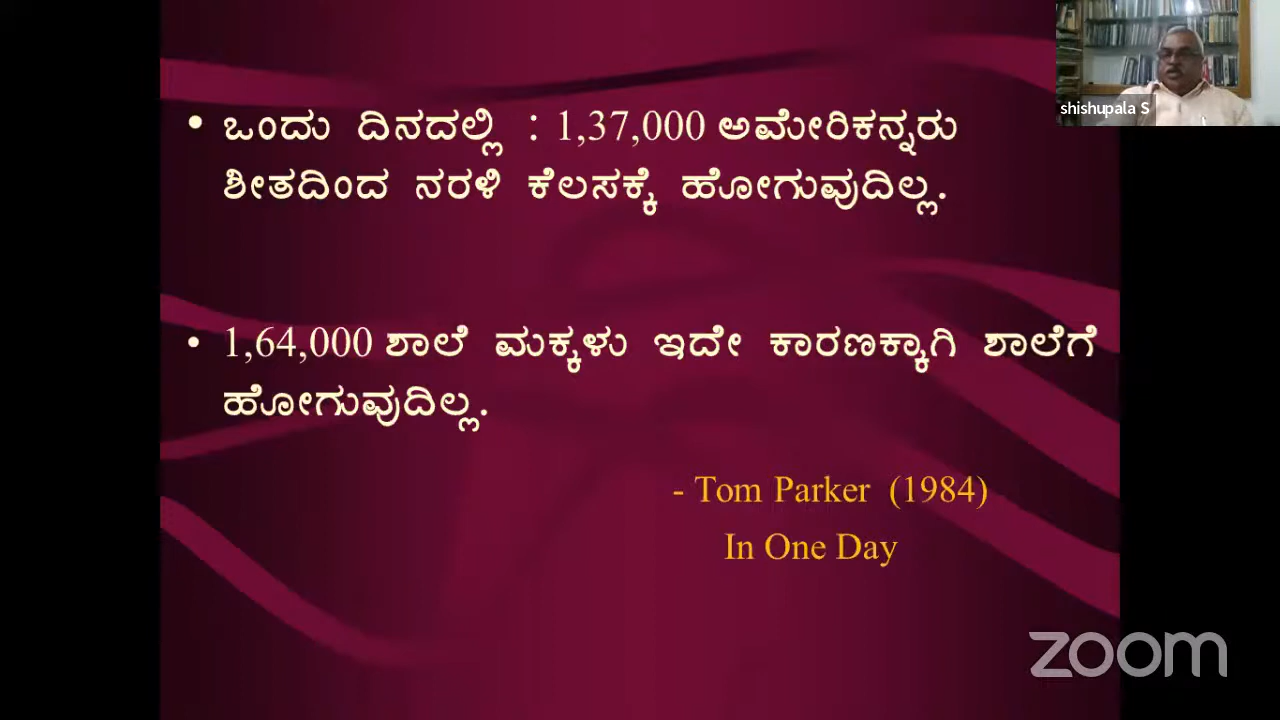 shishupala S
• ಒಂದು ದಿನದಲ್ಲಿ : 1,37,000 ಅಮೇರಿಕನ್ನರು
ಶೀತದಿಂದ ನರಳಿ ಕೆಲಸಕ್ಕೆ ಹೋಗುವುದಿಲ್ಲ.
• 1,64,000 ಶಾಲೆ ಮಕ್ಕಳು ಇದೇ ಕಾರಣಕ್ಕಾಗಿ ಶಾಲೆಗೆ
ಹೋಗುವುದಿಲ್ಲ.
- Tom Parker (1984)
In One Day
zoom